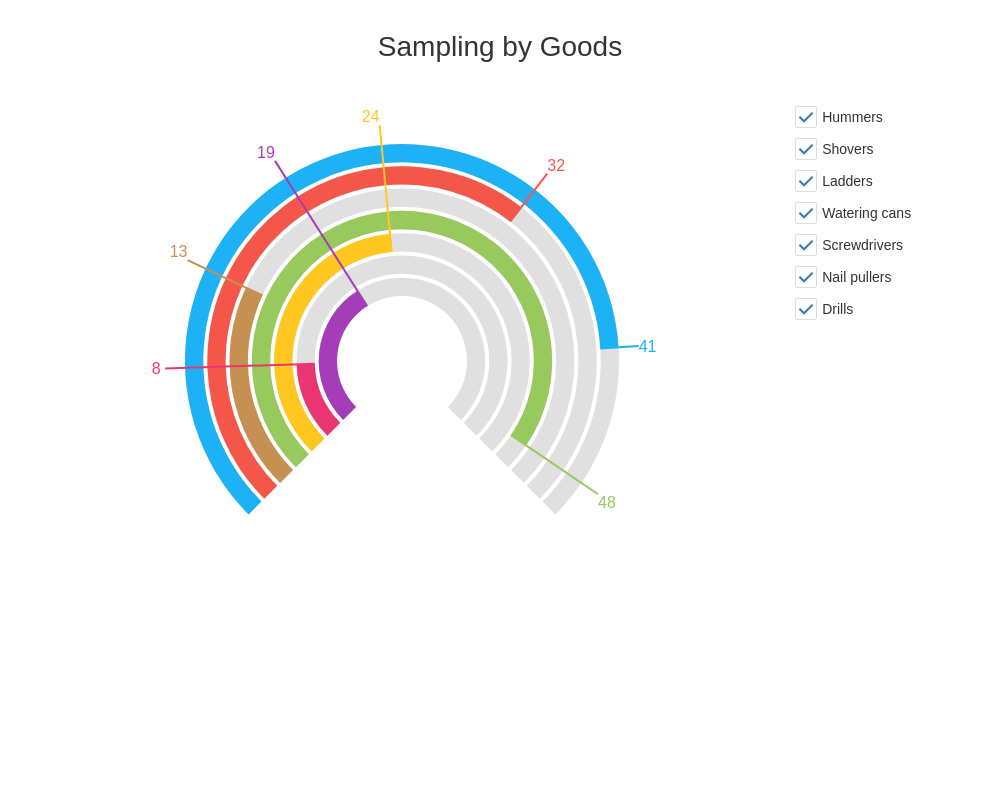 Sampling by Goods
24
19
32
13
8
41
48
Hummers
Shovers
Ladders
Watering cans
Screwdrivers
Nail pullers
Drills